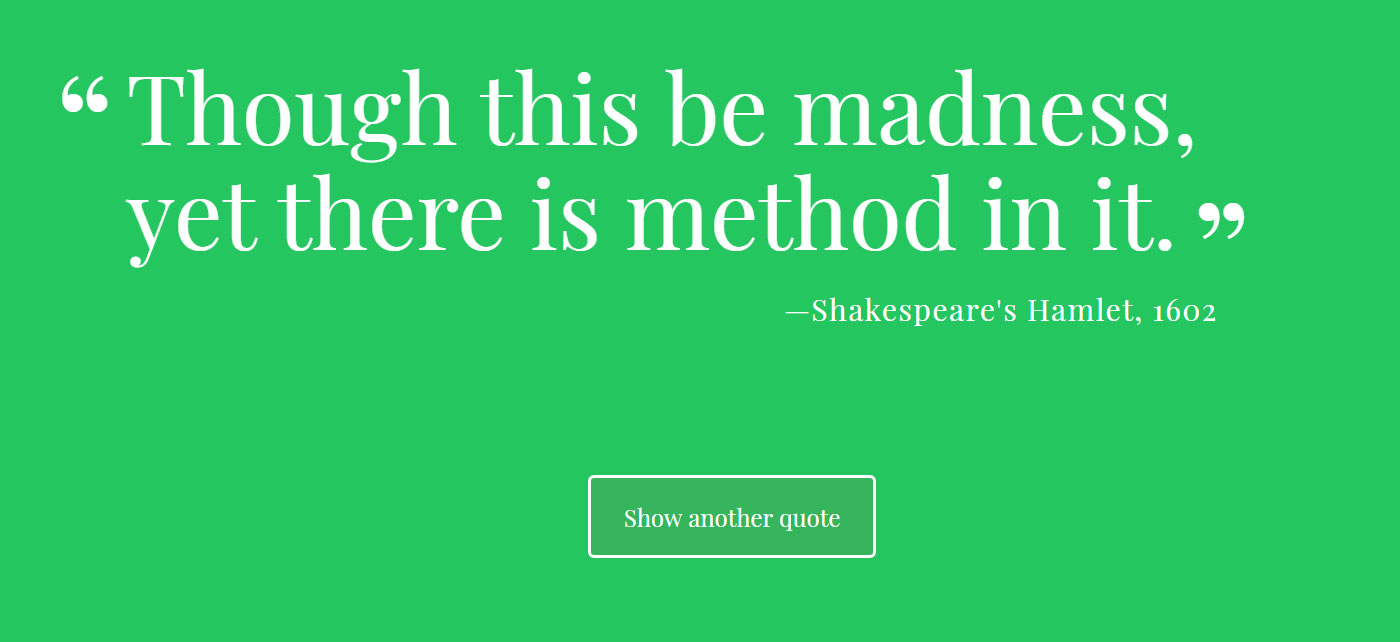 “Though this be madness,
yet there is method in it.”
—Shakespeare's Hamlet, 1602
Show another quote